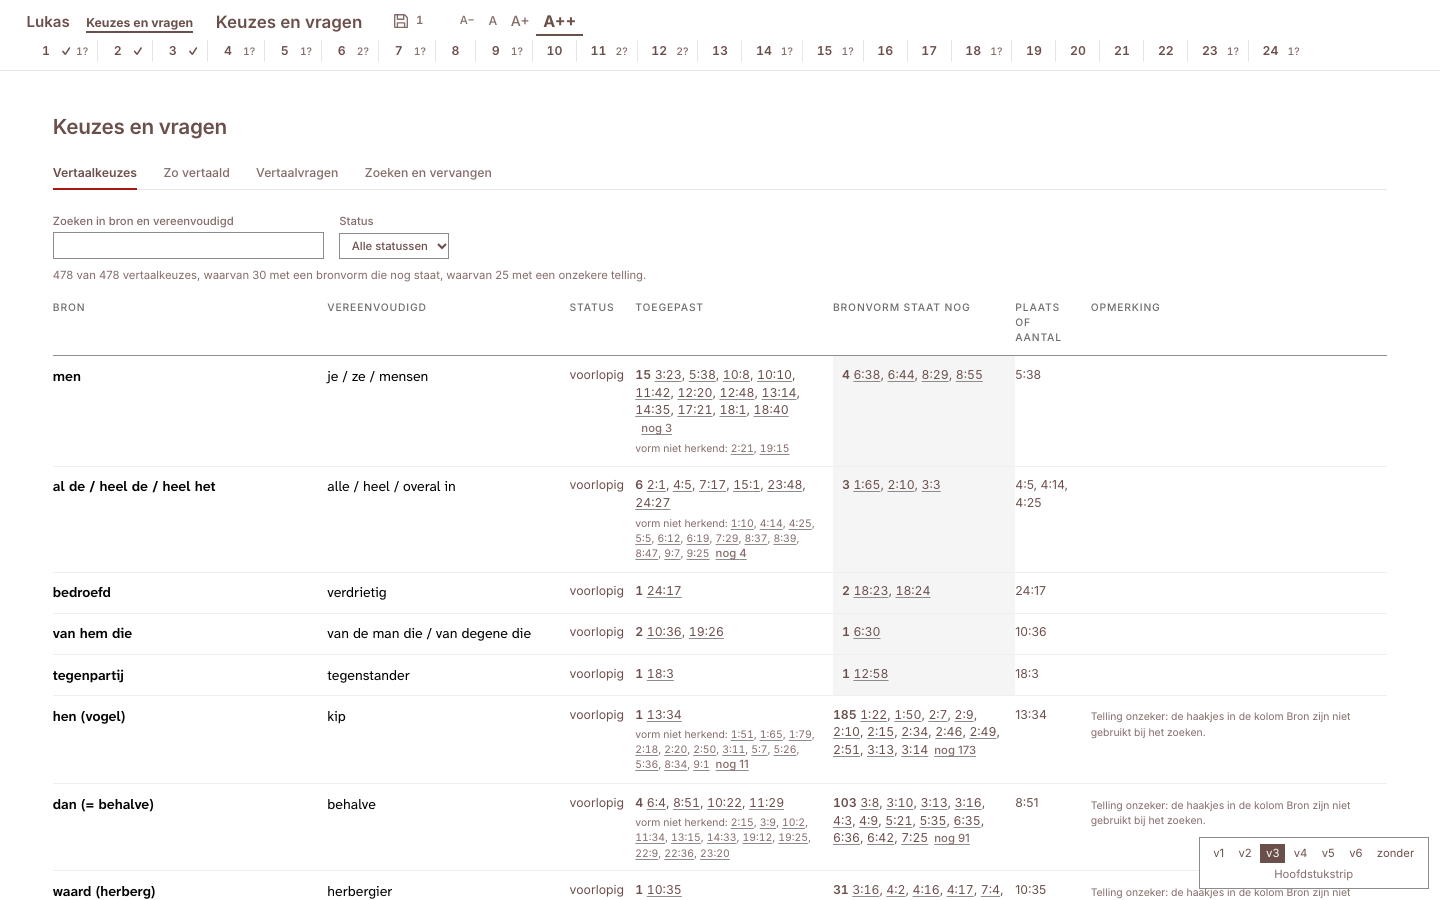 Lukas Keuzes en vragen Keuzes en vragen 1 A− A A+ A++
1 ✓ 1? 2 ✓ 3 ✓ 4 1? 5 1? 6 2? 7 1? 8 9 1? 10 11 2? 12 2? 13 14 1? 15 1? 16 17 18 1? 19 20 21 22 23 1? 24 1?
Keuzes en vragen
Vertaalkeuzes Zo vertaald Vertaalvragen Zoeken en vervangen
Zoeken in bron en vereenvoudigd Status
Alle statussen
478 van 478 vertaalkeuzes, waarvan 30 met een bronvorm die nog staat, waarvan 25 met een onzekere telling.
BRON VEREENVOUDIGD STATUS TOEGEPAST BRONVORM STAAT NOG PLAATS OF AANTAL OPMERKING
men je / ze / mensen voorlopig 15 3:23, 5:38, 10:8, 10:10, 4 6:38, 6:44, 8:29, 8:55 5:38
11:42, 12:20, 12:48, 13:14,
14:35, 17:21, 18:1, 18:40
nog 3
vorm niet herkend: 2:21, 19:15
al de / heel de / heel het alle / heel / overal in voorlopig 6 2:1, 4:5, 7:17, 15:1, 23:48, 3 1:65, 2:10, 3:3 4:5, 4:14,
24:27 4:25
vorm niet herkend: 1:10, 4:14, 4:25,
5:5, 6:12, 6:19, 7:29, 8:37, 8:39,
8:47, 9:7, 9:25 nog 4
bedroefd verdrietig voorlopig 1 24:17 2 18:23, 18:24 24:17
van hem die van de man die / van degene die voorlopig 2 10:36, 19:26 1 6:30 10:36
tegenpartij tegenstander voorlopig 1 18:3 1 12:58 18:3
hen (vogel) kip voorlopig 1 13:34 185 1:22, 1:50, 2:7, 2:9, 13:34 Telling onzeker: de haakjes in de kolom Bron zijn niet
vorm niet herkend: 1:51, 1:65, 1:79, 2:10, 2:15, 2:34, 2:46, 2:49, gebruikt bij het zoeken.
2:18, 2:20, 2:50, 3:11, 5:7, 5:26, 2:51, 3:13, 3:14 nog 173
5:36, 8:34, 9:1 nog 11
dan (= behalve) behalve voorlopig 4 6:4, 8:51, 10:22, 11:29 103 3:8, 3:10, 3:13, 3:16, 8:51 Telling onzeker: de haakjes in de kolom Bron zijn niet
vorm niet herkend: 2:15, 3:9, 10:2, 4:3, 4:9, 5:21, 5:35, 6:35, gebruikt bij het zoeken.
11:34, 13:15, 14:33, 19:12, 19:25, 6:36, 6:42, 7:25 nog 91
22:9, 22:36, 23:20
v1 v2 v3 v4 v5 v6 zonder
Hoofdstukstrip
waard (herberg) herbergier voorlopig 1 10:35 31 3:16, 4:2, 4:16, 4:17, 7:4, 10:35 Telling onzeker: de haakjes in de kolom Bron zijn niet